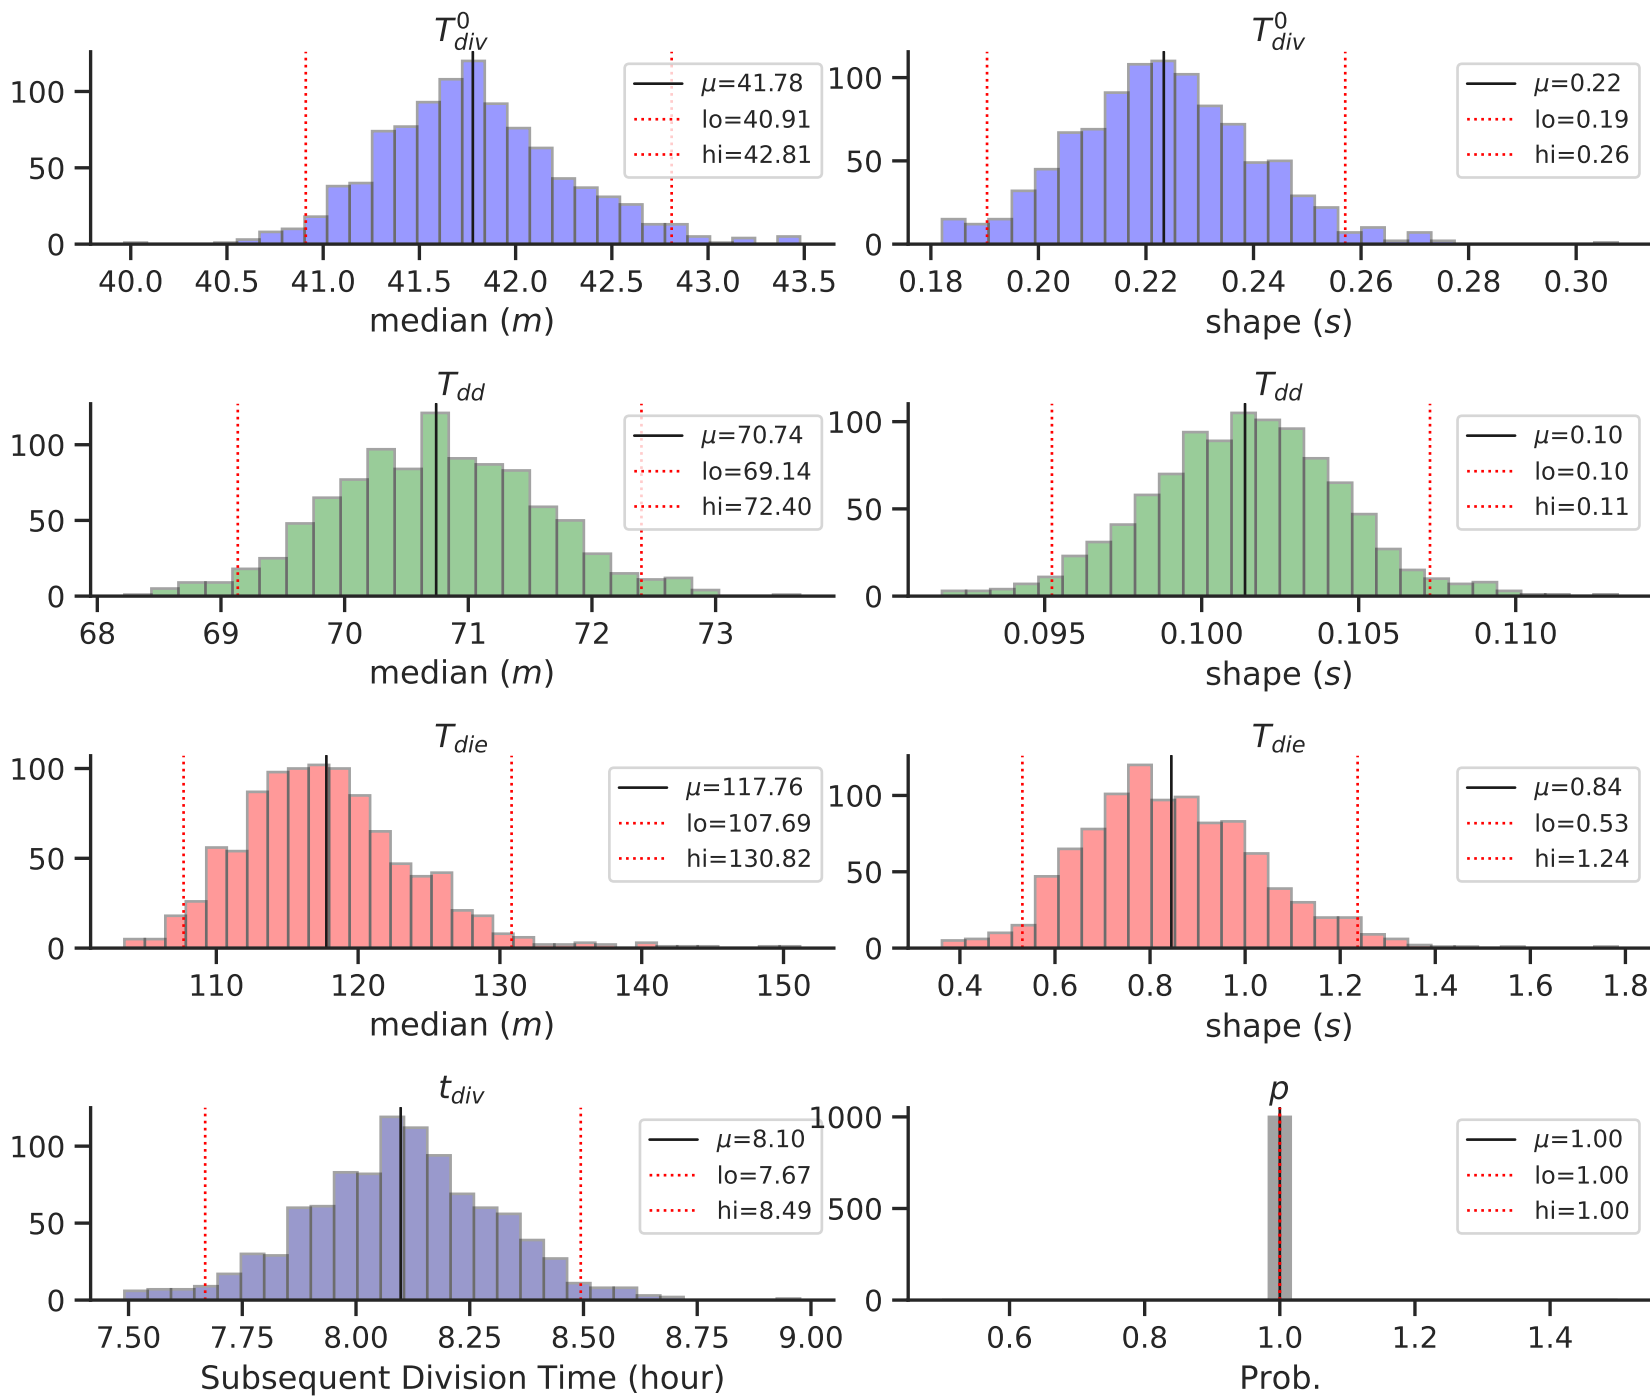 T⁰div
100
50
0
μ=41.78
lo=40.91
hi=42.81
40.0 40.5 41.0 41.5 42.0 42.5 43.0 43.5
median (m)
T⁰div
100
50
0
μ=0.22
lo=0.19
hi=0.26
0.18 0.20 0.22 0.24 0.26 0.28 0.30
shape (s)
Tdd
100
50
0
μ=70.74
lo=69.14
hi=72.40
68 69 70 71 72 73
median (m)
Tdd
100
50
0
μ=0.10
lo=0.10
hi=0.11
0.095 0.100 0.105 0.110
shape (s)
Tdie
100
50
0
μ=117.76
lo=107.69
hi=130.82
110 120 130 140 150
median (m)
Tdie
100
50
0
μ=0.84
lo=0.53
hi=1.24
0.4 0.6 0.8 1.0 1.2 1.4 1.6 1.8
shape (s)
tdiv
100
50
0
μ=8.10
lo=7.67
hi=8.49
7.50 7.75 8.00 8.25 8.50 8.75 9.00
Subsequent Division Time (hour)
p
1000
500
0
μ=1.00
lo=1.00
hi=1.00
0.6 0.8 1.0 1.2 1.4
Prob.